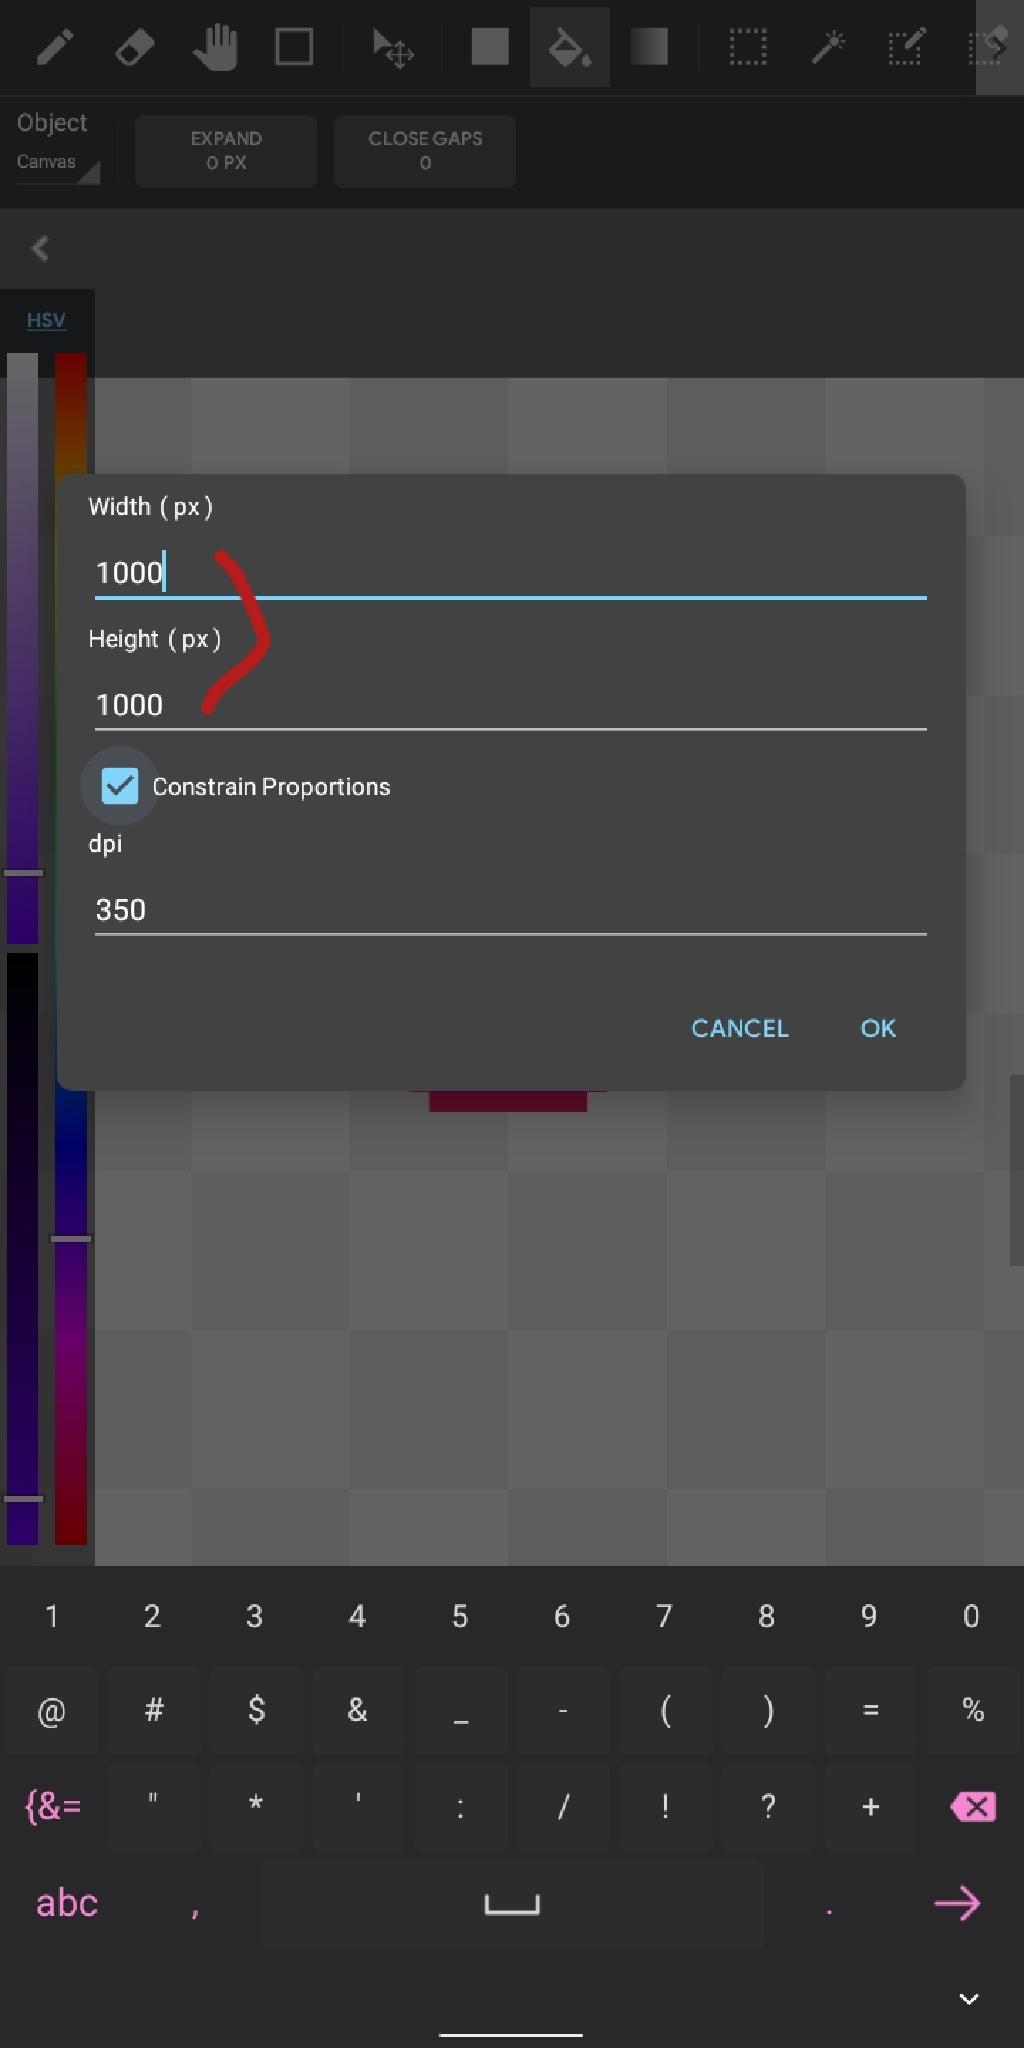 Object
Canvas
EXPAND
0 PX
CLOSE GAPS
0
HSV
Width (px)
1000
Height (px)
1000
Constrain Proportions
dpi
350
CANCEL OK
1 2 3 4 5 6 7 8 9 0
@ # $ & _ - ( ) = %
{&= " * ' : / ! ? +
abc , .